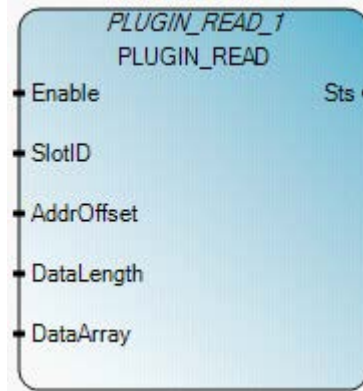 PLUGIN_READ_1
PLUGIN_READ
Enable Sts
SlotID
AddrOffset
DataLength
DataArray